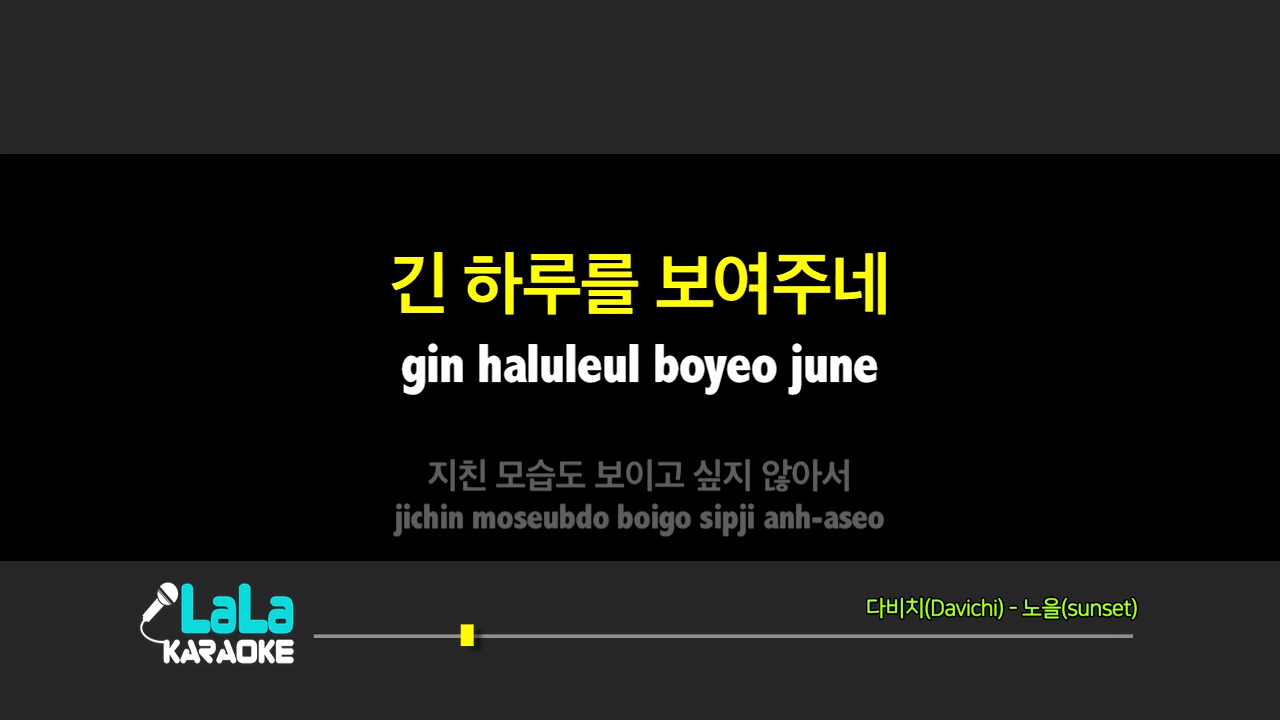 긴 하루를 보여주네
gin haluleul boyeo june
지친 모습도 보이고 싶지 않아서
jichin moseubdo boigo sipji anh-aseo
LaLa
KARAOKE
다비치(Davichi) - 노을(sunset)